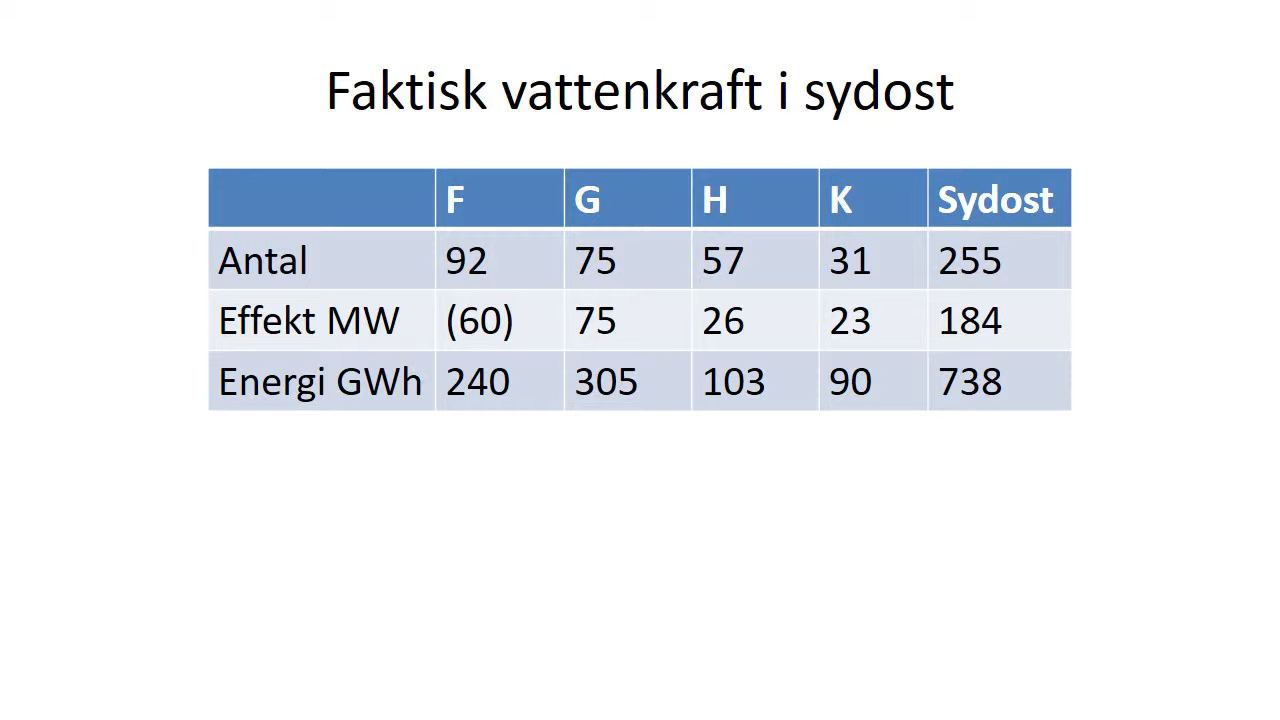 Faktisk vattenkraft i sydost
F G H K Sydost
Antal 92 75 57 31 255
Effekt MW (60) 75 26 23 184
Energi GWh 240 305 103 90 738